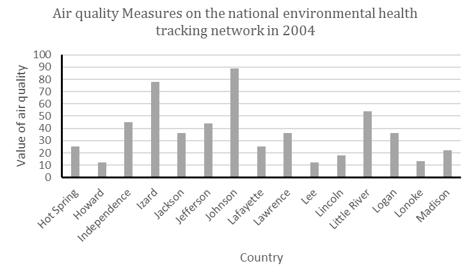 Air quality Measures on the national environmental health
tracking network in 2004
Value of air quality
100
90
80
70
60
50
40
30
20
10
0
Hot Spring
Howard
Independence
Izard
Jackson
Jefferson
Johnson
Lafayette
Lawrence
Lee
Lincoln
Little River
Logan
Lonoke
Madison
Country